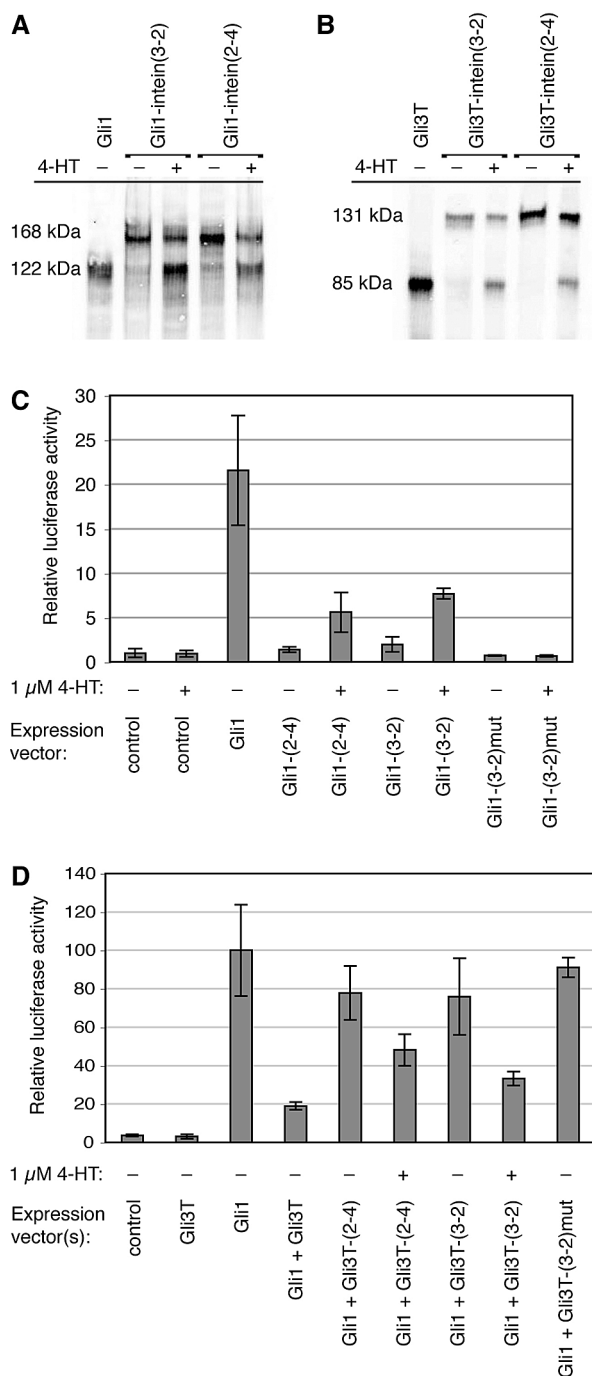 A
Gli1
Gli1-intein(3-2)
Gli1-intein(2-4)
4-HT – – + – +
168 kDa
122 kDa
B
Gli3T
Gli3T-intein(3-2)
Gli3T-intein(2-4)
4-HT – – + – +
131 kDa
85 kDa
C
Relative luciferase activity
30
25
20
15
10
5
0
1 µM 4-HT: – + – – + – + – +
Expression vector:
control
control
Gli1
Gli1-(2-4)
Gli1-(2-4)
Gli1-(3-2)
Gli1-(3-2)
Gli1-(3-2)mut
Gli1-(3-2)mut
D
Relative luciferase activity
140
120
100
80
60
40
20
0
1 µM 4-HT: – – – – – + – + –
Expression vector(s):
control
Gli3T
Gli1
Gli1 + Gli3T
Gli1 + Gli3T-(2-4)
Gli1 + Gli3T-(2-4)
Gli1 + Gli3T-(3-2)
Gli1 + Gli3T-(3-2)
Gli1 + Gli3T-(3-2)mut